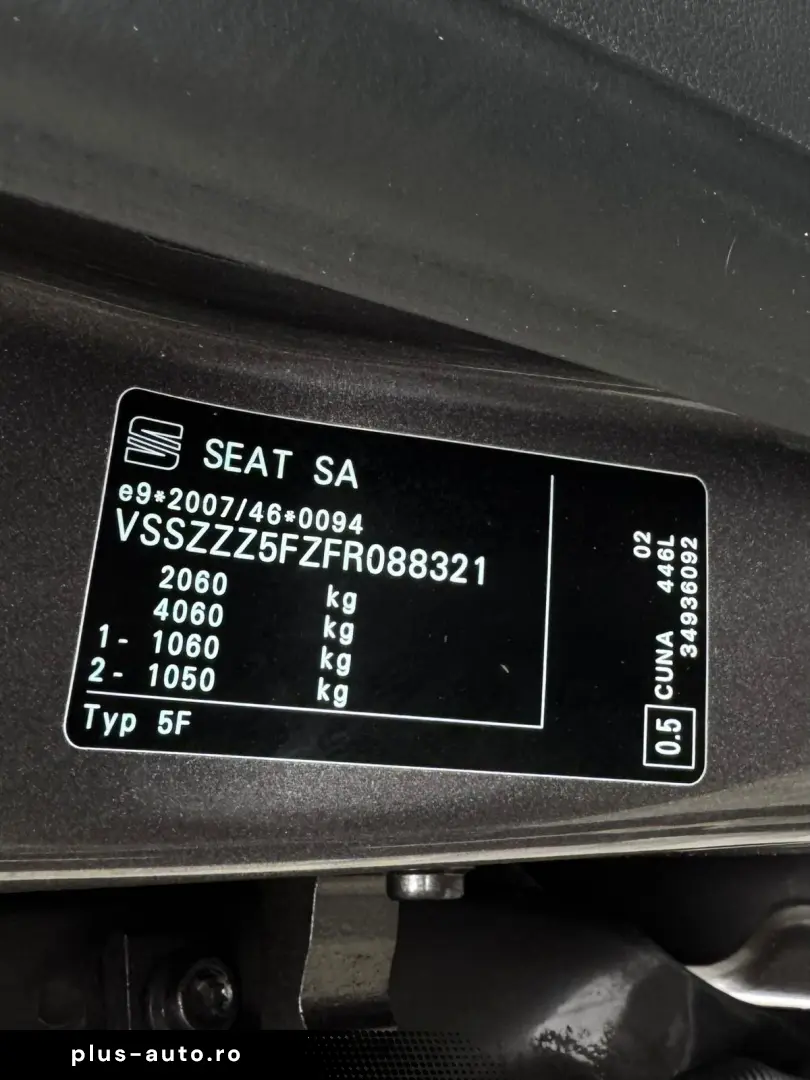 SEAT SA
e9*2007/46*0094
VSSZZZ5FZFR088321
2060 kg
4060 kg
1- 1060 kg
2- 1050 kg
Typ 5F
02
CUNA 446L
34936092
0.5
plus-auto.ro